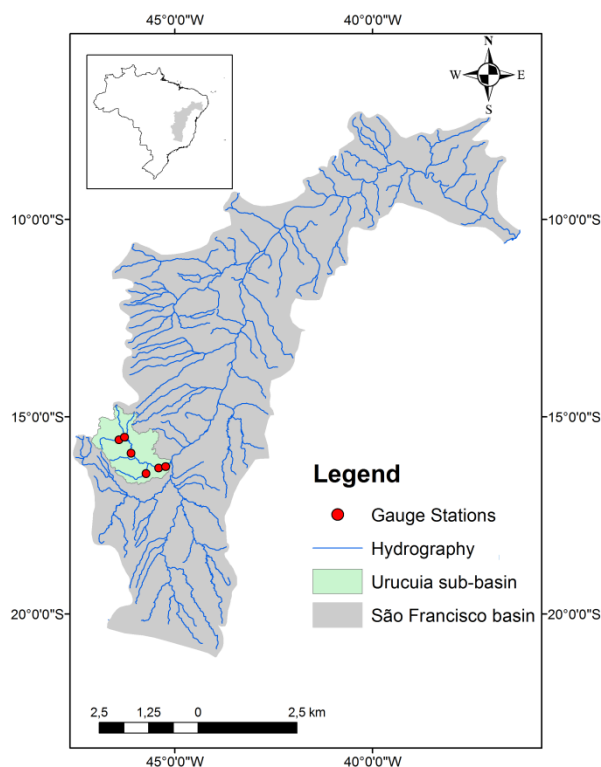 45°0'0"W 40°0'0"W
N
W E
S
10°0'0"S 10°0'0"S
15°0'0"S 15°0'0"S
Legend
Gauge Stations
Hydrography
Urucuia sub-basin
20°0'0"S São Francisco basin 20°0'0"S
2,5 1,25 0 2,5 km
45°0'0"W 40°0'0"W